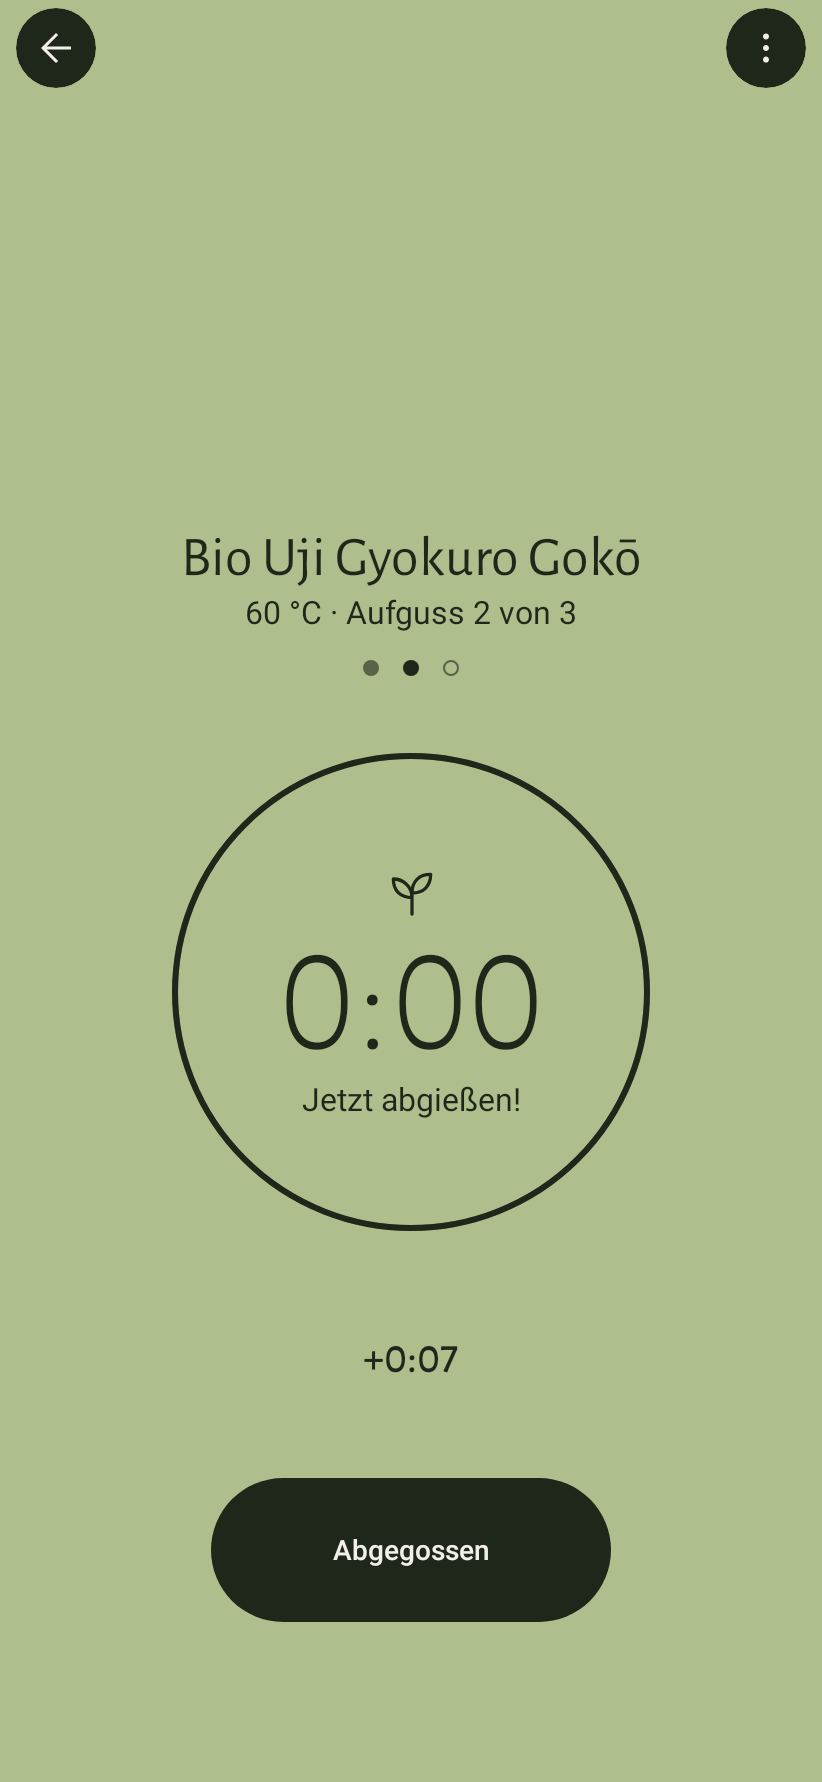 Bio Uji Gyokuro Gokō
60 °C · Aufguss 2 von 3
0:00
Jetzt abgießen!
+0:07
Abgegossen